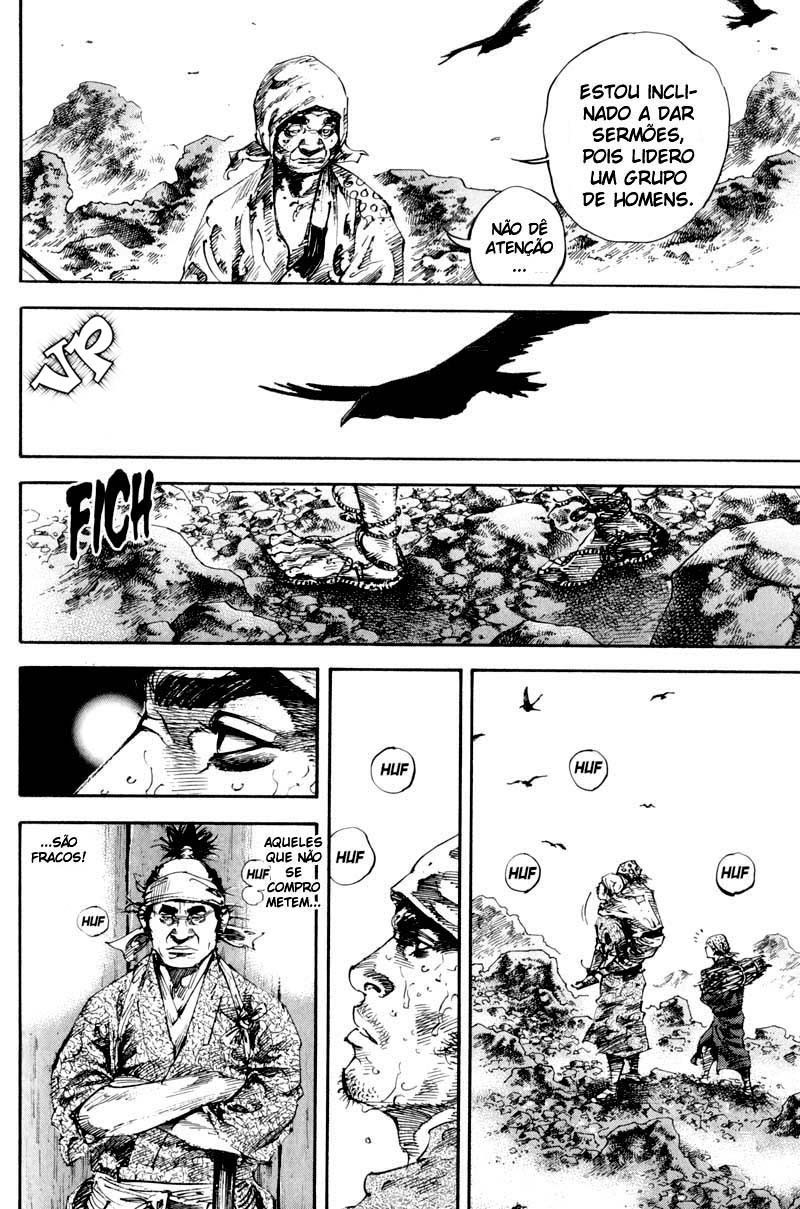 ESTOU INCLI-
NADO A DAR
SERMÕES,
POIS LIDERO
UM GRUPO
DE HOMENS.
NÃO DÊ
ATENÇÃO
...
VP
FICH
HUF
HUF
HUF
HUF
HUF
AQUELES
QUE NÃO
SE
COMPRO
METEM...
...SÃO
FRACOS!
HUF
HUF